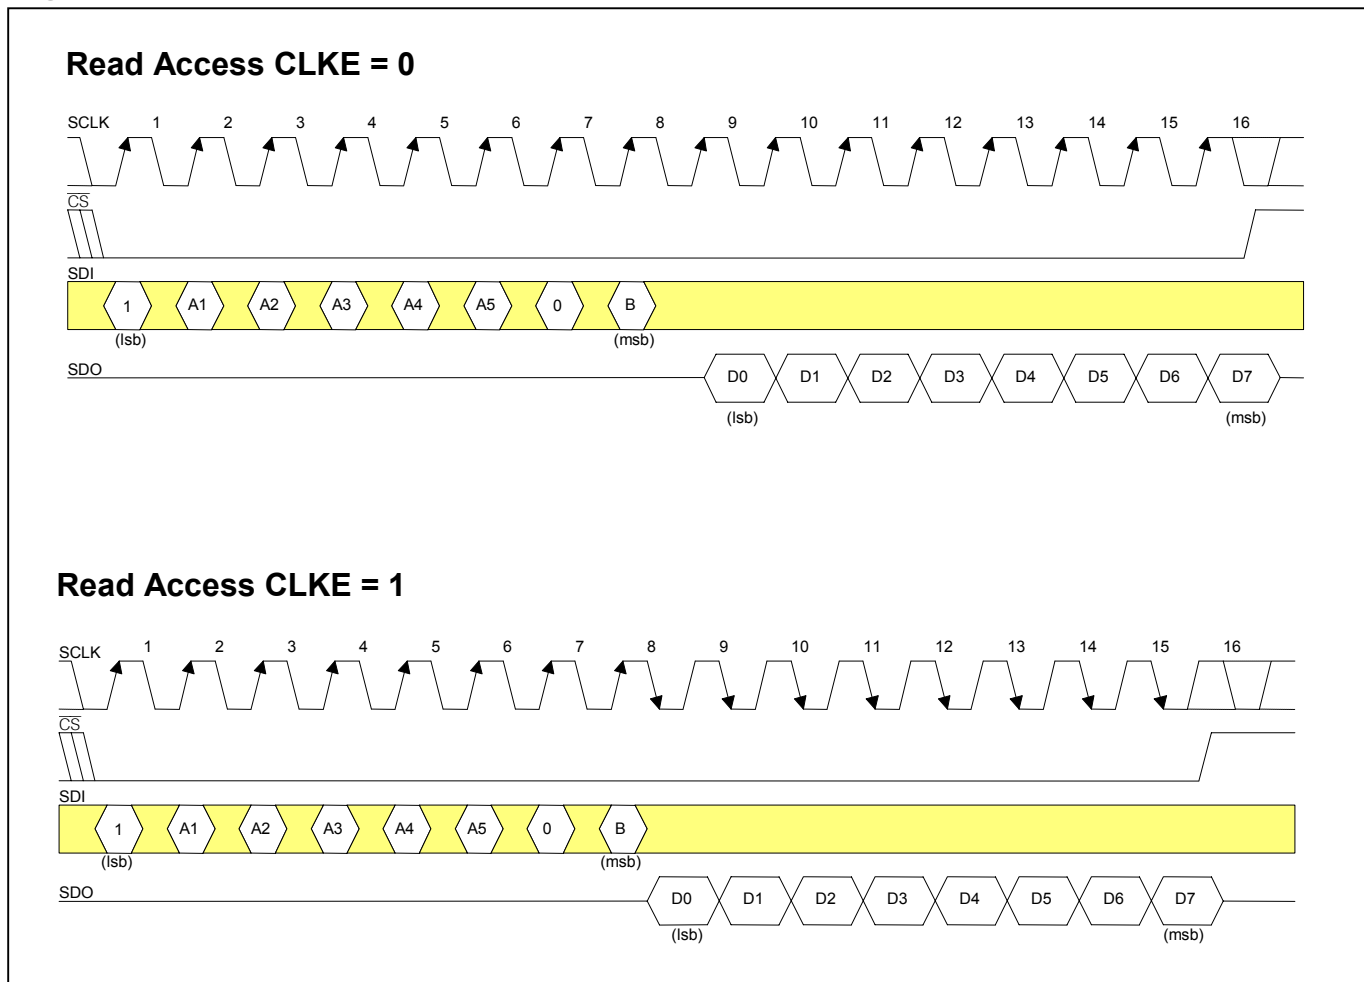 Read Access CLKE = 0
SCLK 1 2 3 4 5 6 7 8 9 10 11 12 13 14 15 16
CS
SDI
1 A1 A2 A3 A4 A5 0 B
(lsb) (msb)
SDO
D0 D1 D2 D3 D4 D5 D6 D7
(lsb) (msb)
Read Access CLKE = 1
SCLK 1 2 3 4 5 6 7 8 9 10 11 12 13 14 15 16
CS
SDI
1 A1 A2 A3 A4 A5 0 B
(lsb) (msb)
SDO
D0 D1 D2 D3 D4 D5 D6 D7
(lsb) (msb)